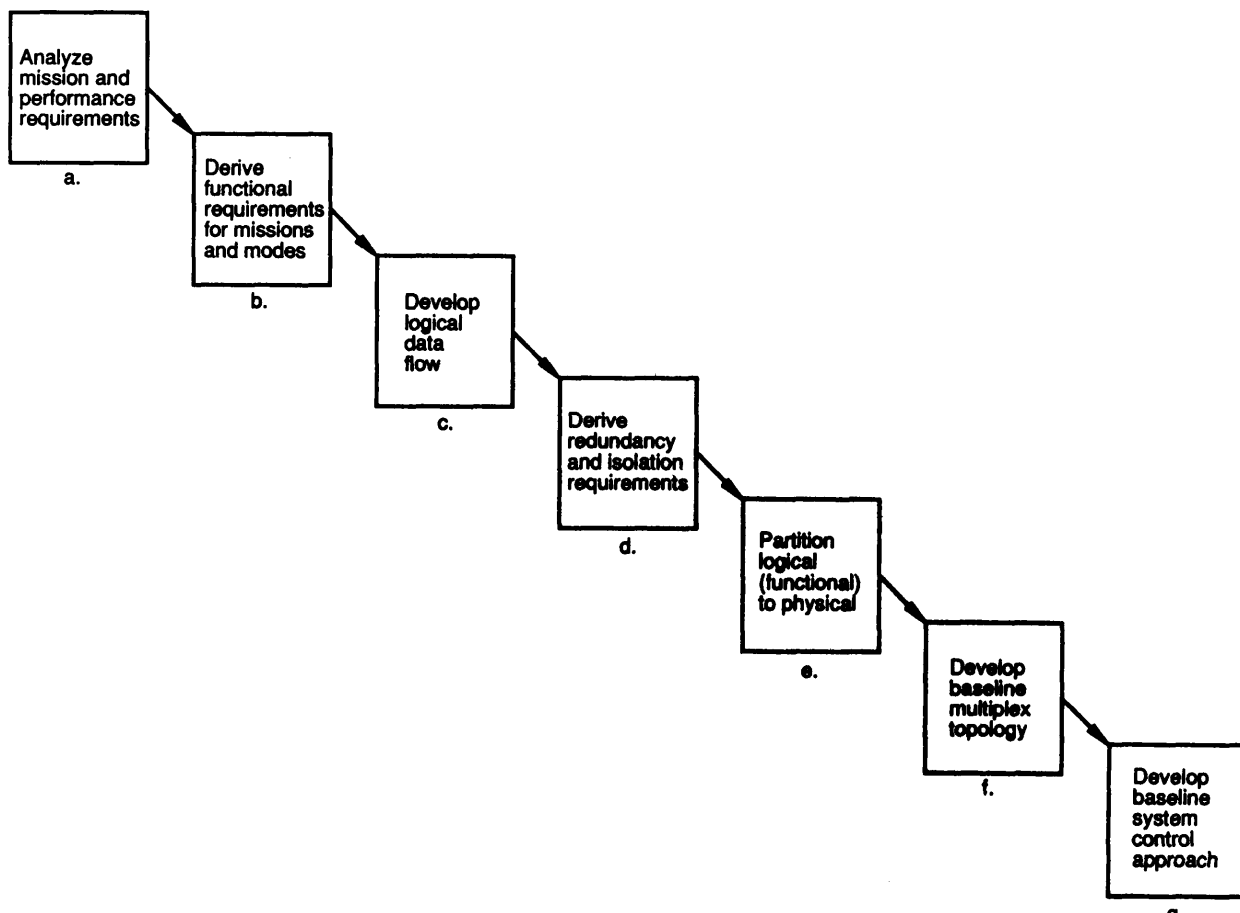 Analyze
mission and
performance
requirements
a.
Derive
functional
requirements
for missions
and modes
b.
Develop
logical
data
flow
c.
Derive
redundancy
and isolation
requirements
d.
Partition
logical
(functional)
to physical
e.
Develop
baseline
multiplex
topology
f.
Develop
baseline
system
control
approach